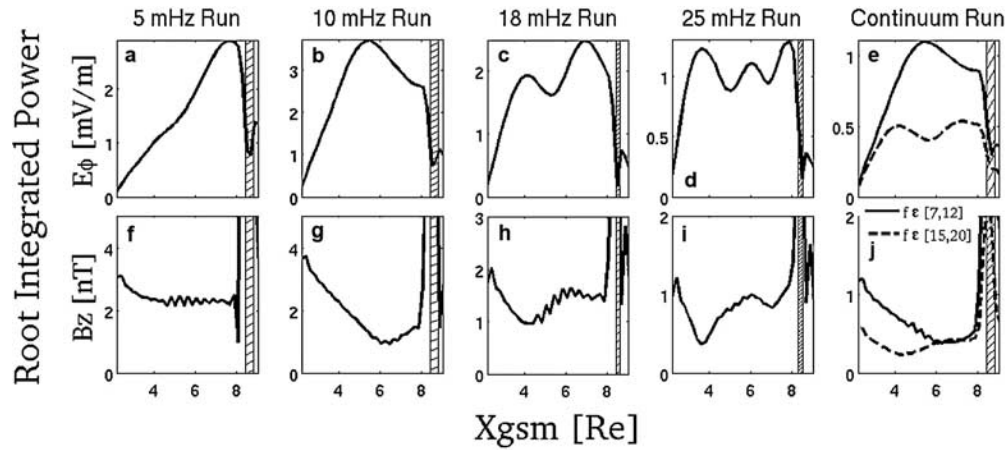 5 mHz Run 10 mHz Run 18 mHz Run 25 mHz Run Continuum Run
Root Integrated Power
Eϕ [mV/m]
a b c d e
2 1 0
3 2 1 0
2 1 0
1 0.5
1 0.5 0
Bz [nT]
f g h i j
4 2 0
4 2 0
3 2 1 0
2 1 0
2 1 0
f ε [7,12]
f ε [15,20]
4 6 8 4 6 8 4 6 8 4 6 8 4 6 8
Xgsm [Re]